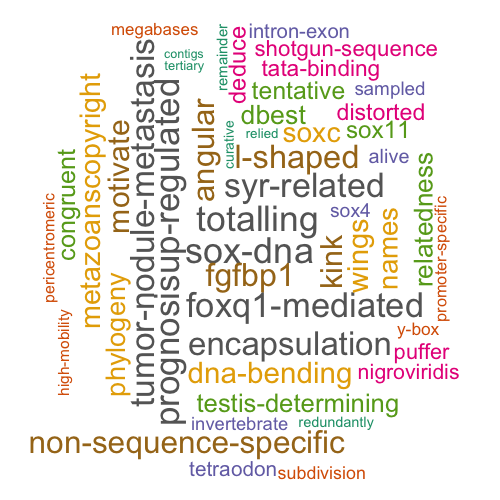 megabases
contigs
tertiary
remainder
deduce
intron-exon
shotgun-sequence
tata-binding
tentative
sampled
dbest
distorted
relied
soxc
sox11
curative
angular
l-shaped
alive
motivate
metazoanscopyright
tumor-node-metastasis
prognosisup-regulated
congruent
syr-related
relatedness
totalling
sox4
names
wings
promoter-specific
pericentromeric
sox-dna
kink
fgfbp1
foxq1-mediated
phylogeny
high-mobility
encapsulation
y-box
puffer
dna-bending
nigroviridis
testis-determining
invertebrate
redundantly
non-sequence-specific
tetraodon
subdivision